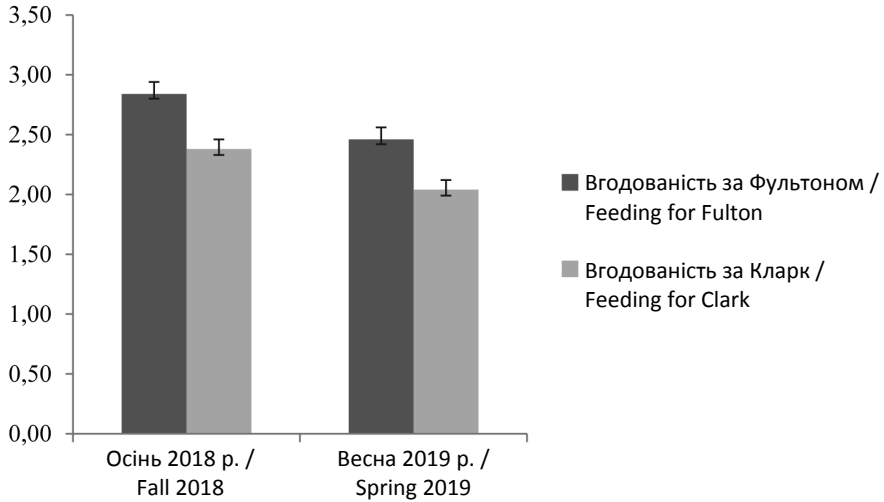 3,50
3,00
2,50
2,00
1,50
1,00
0,50
0,00
Осінь 2018 р. /
Fall 2018
Весна 2019 р. /
Spring 2019
Вгодованість за Фультоном /
Feeding for Fulton
Вгодованість за Кларк /
Feeding for Clark